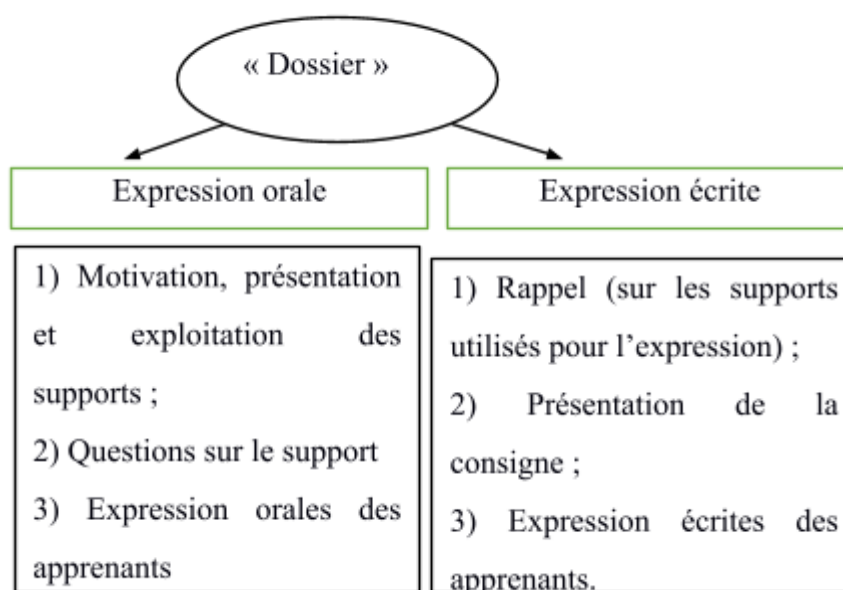 « Dossier »
Expression orale
Expression écrite
1) Motivation, présentation
et exploitation des
supports ;
2) Questions sur le support
3) Expression orales des
apprenants
1) Rappel (sur les supports
utilisés pour l’expression) ;
2) Présentation de la
consigne ;
3) Expression écrites des
apprenants.